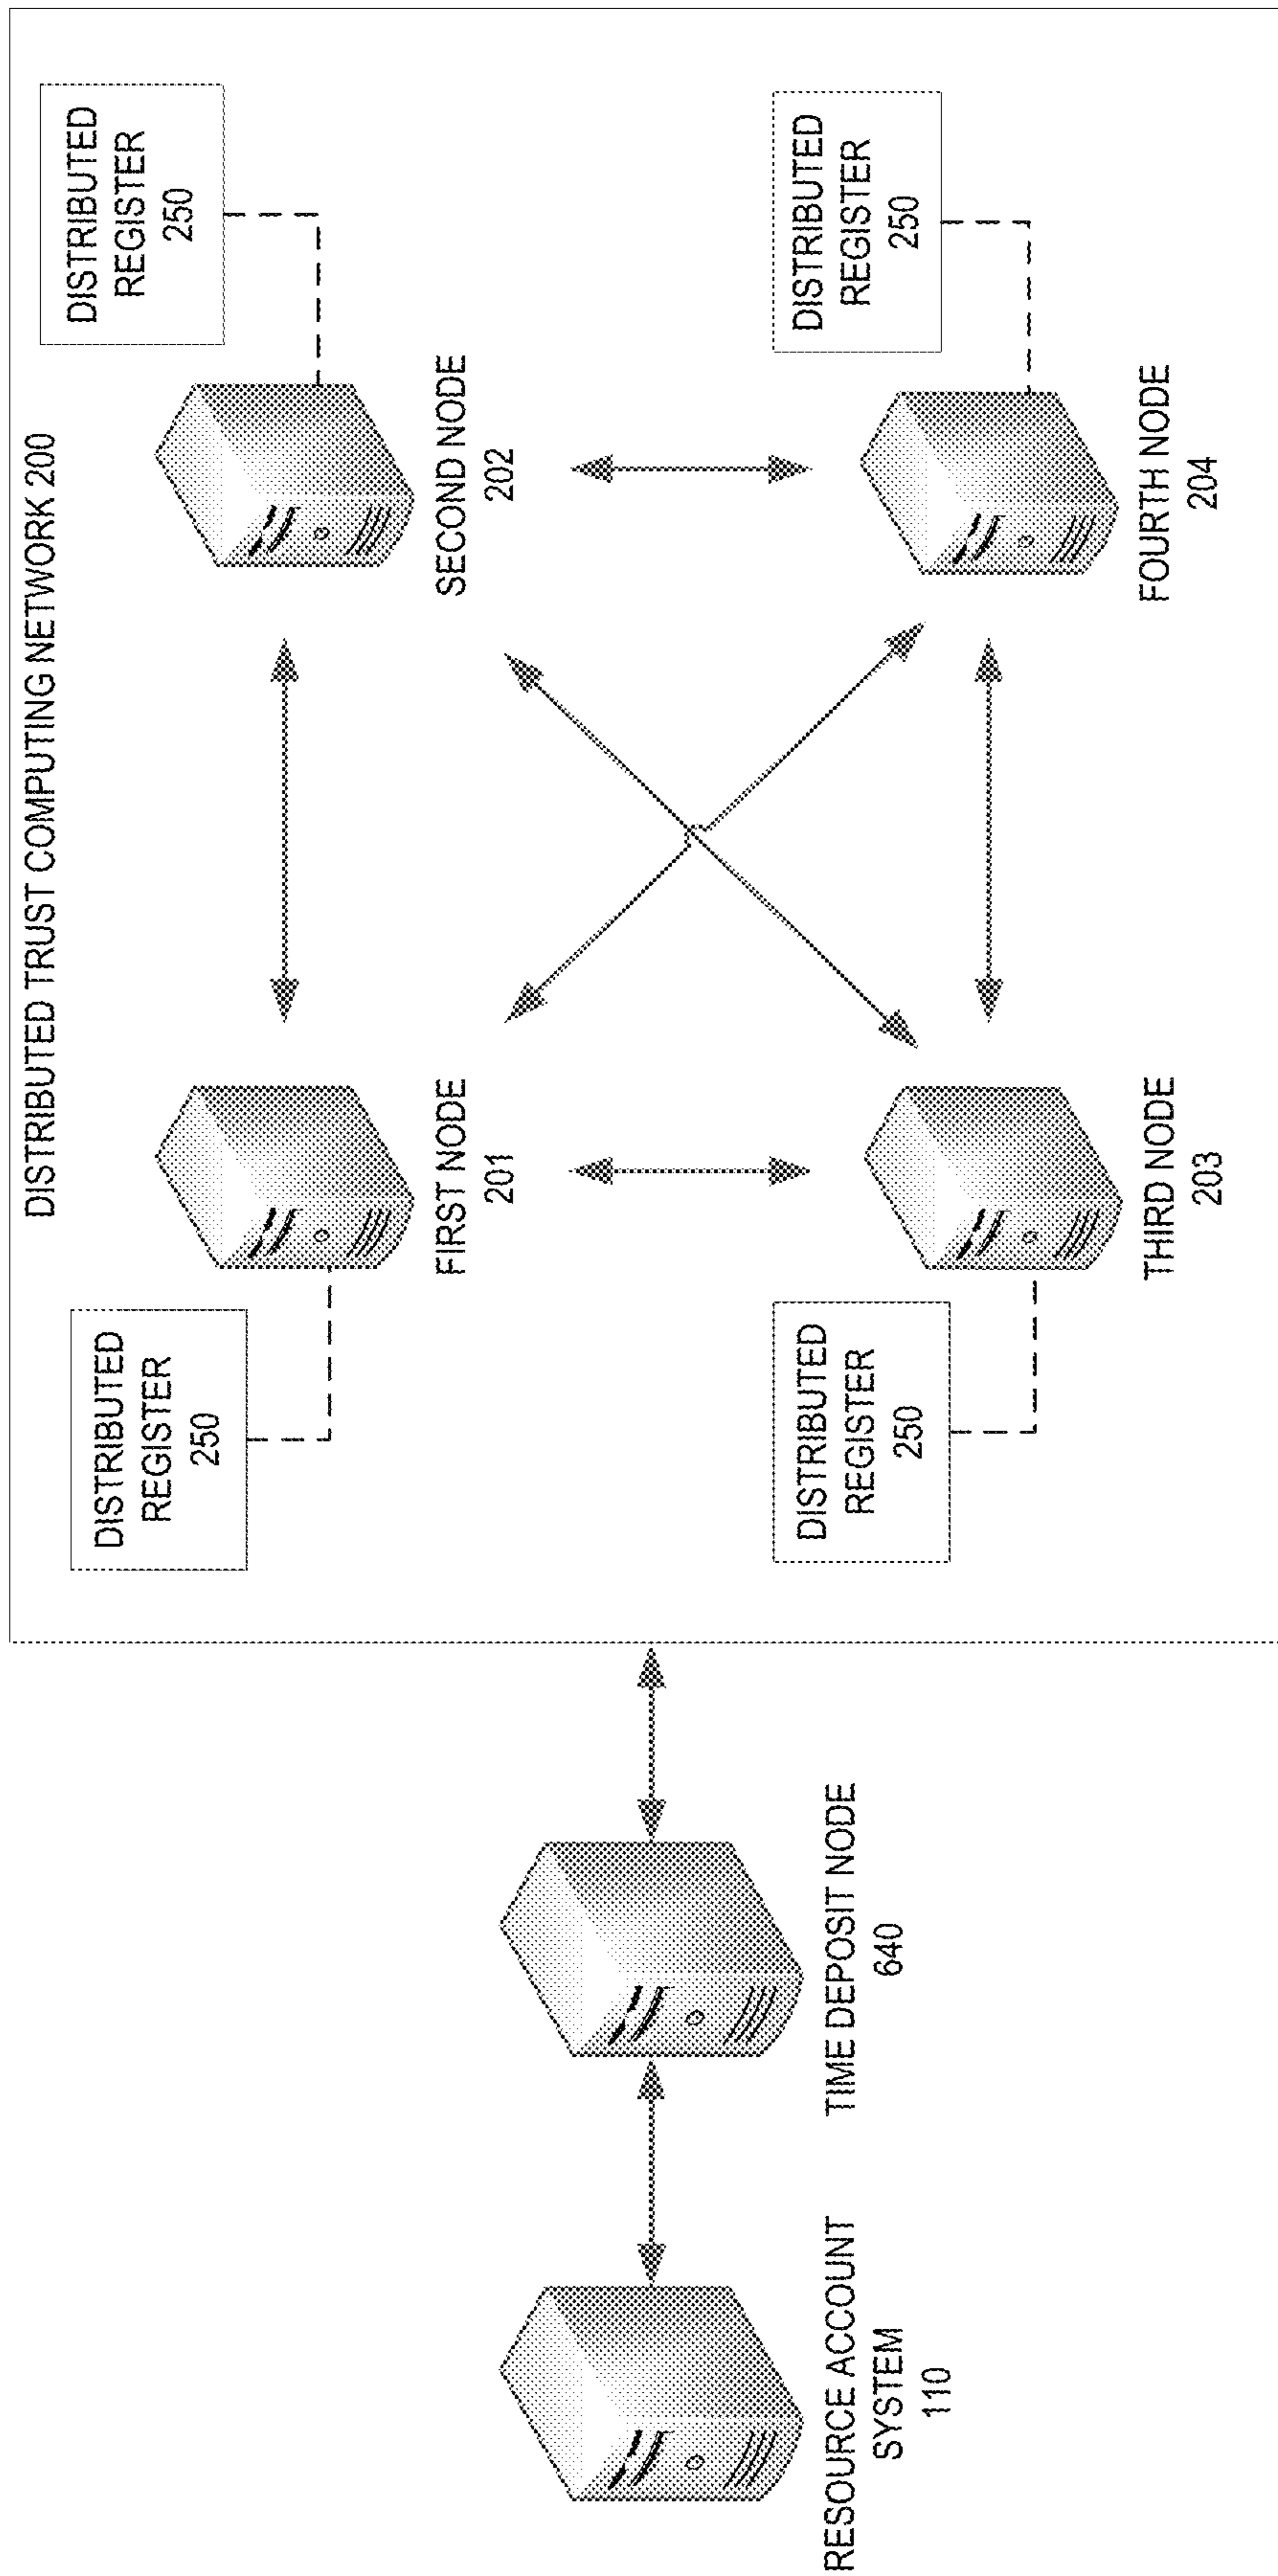 DISTRIBUTED TRUST COMPUTING NETWORK 200
DISTRIBUTED
REGISTER
250
FIRST NODE
201
DISTRIBUTED
REGISTER
250
SECOND NODE
202
RESOURCE ACCOUNT
SYSTEM
110
TIME DEPOSIT NODE
640
DISTRIBUTED
REGISTER
250
THIRD NODE
203
DISTRIBUTED
REGISTER
250
FOURTH NODE
204